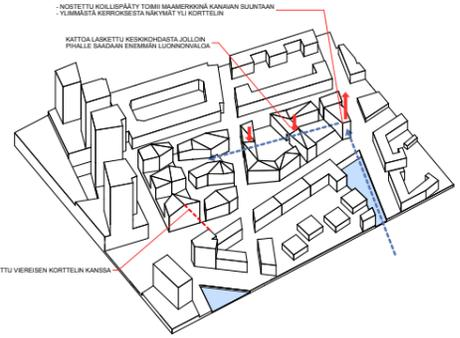 - NOSTETTU KOILLISPÄÄTY TOIMII MAAMERKKINÄ KANAVAN SUUNTAAN
- YLIMMÄSTÄ KERROKSESTA NÄKYMÄT YLI KORTTELIN
KATTOA LASKETTU KESKIKOHDASTA JOLLOIN
PIHALLE SAADAAN ENEMMÄN LUONNONVALOA
TTU VIEREISEN KORTTELIN KANSSA